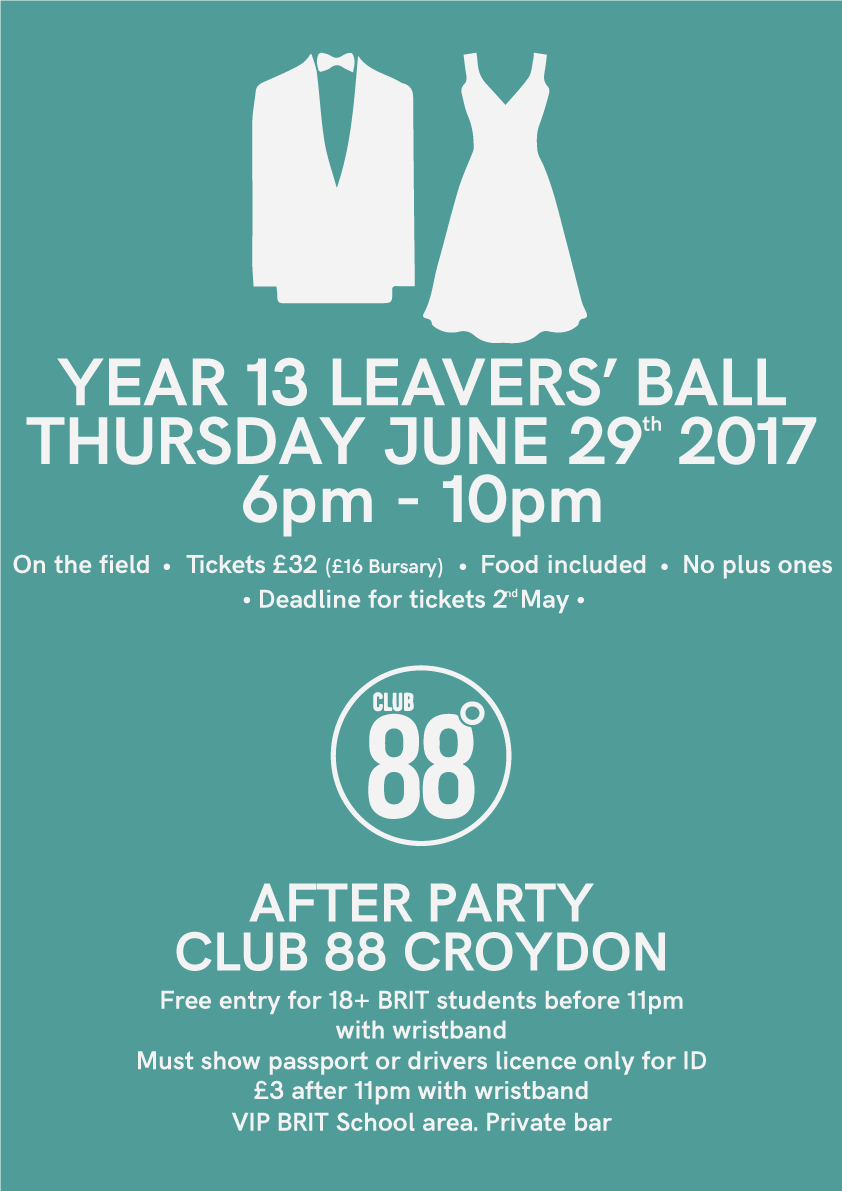 YEAR 13 LEAVERS’ BALL
THURSDAY JUNE 29th 2017
6pm - 10pm
On the field • Tickets £32 (£16 Bursary) • Food included • No plus ones
• Deadline for tickets 2nd May •
CLUB
88°
AFTER PARTY
CLUB 88 CROYDON
Free entry for 18+ BRIT students before 11pm
with wristband
Must show passport or drivers licence only for ID
£3 after 11pm with wristband
VIP BRIT School area. Private bar